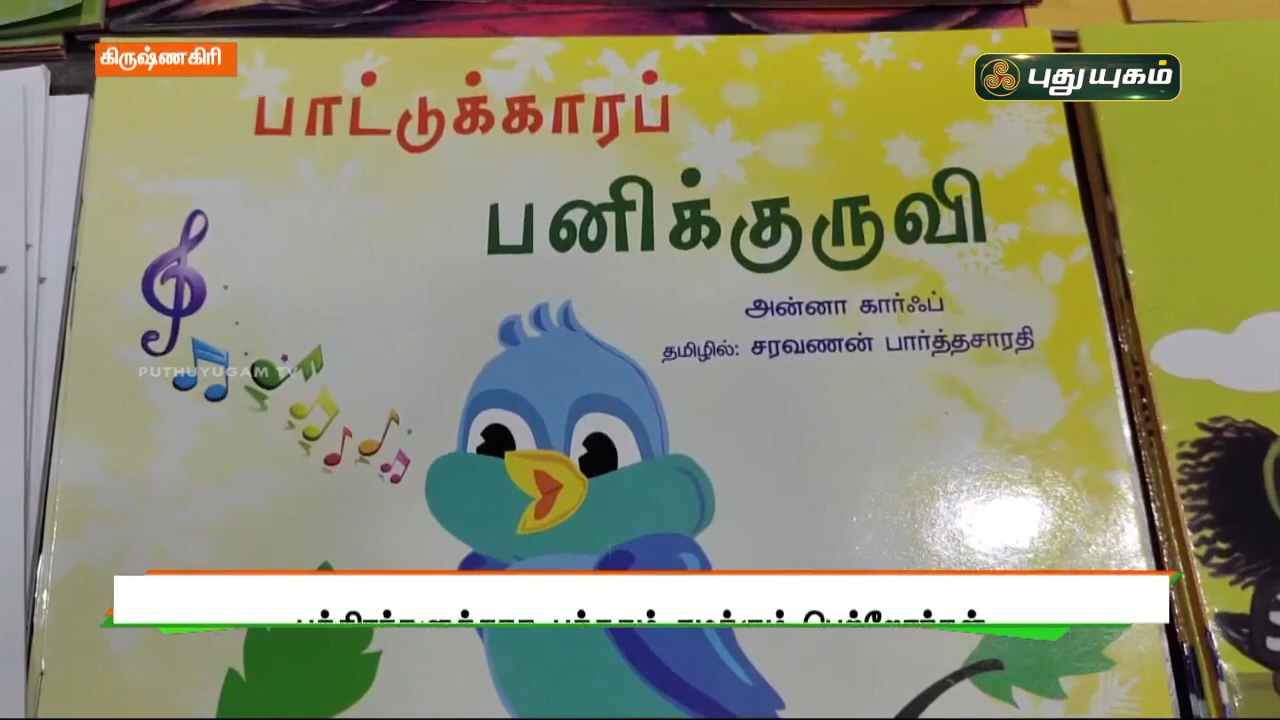 கிருஷ்ணகிரி
புதுயுகம்
பாட்டுக்காரப்
பனிக்குருவி
அன்னா கார்ஃப்
தமிழில்: சரவணன் பார்த்தசாரதி
PUTHUYUGAM TV